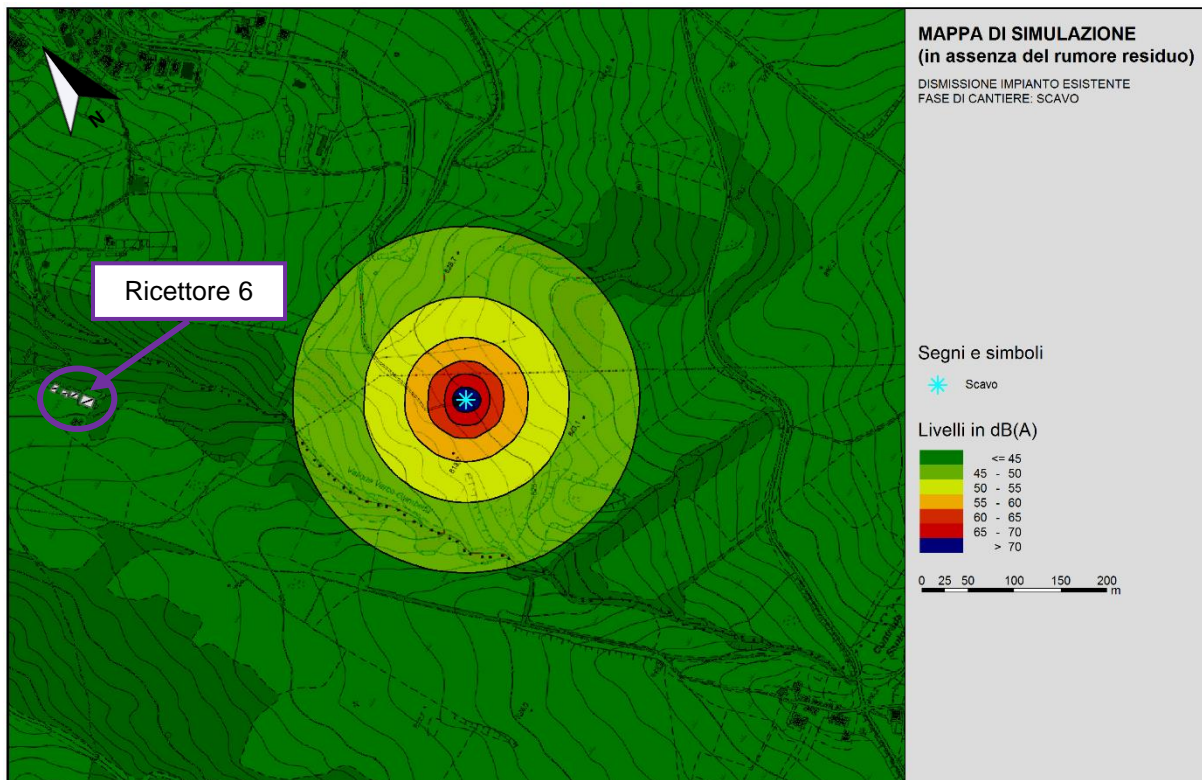 MAPPA DI SIMULAZIONE
(in assenza del rumore residuo)
DISMISSIONE IMPIANTO ESISTENTE
FASE DI CANTIERE: SCAVO
N
Ricettore 6
Segni e simboli
Scavo
Livelli in dB(A)
<= 45
45 - 50
50 - 55
55 - 60
60 - 65
65 - 70
> 70
0 25 50 100 150 200
m